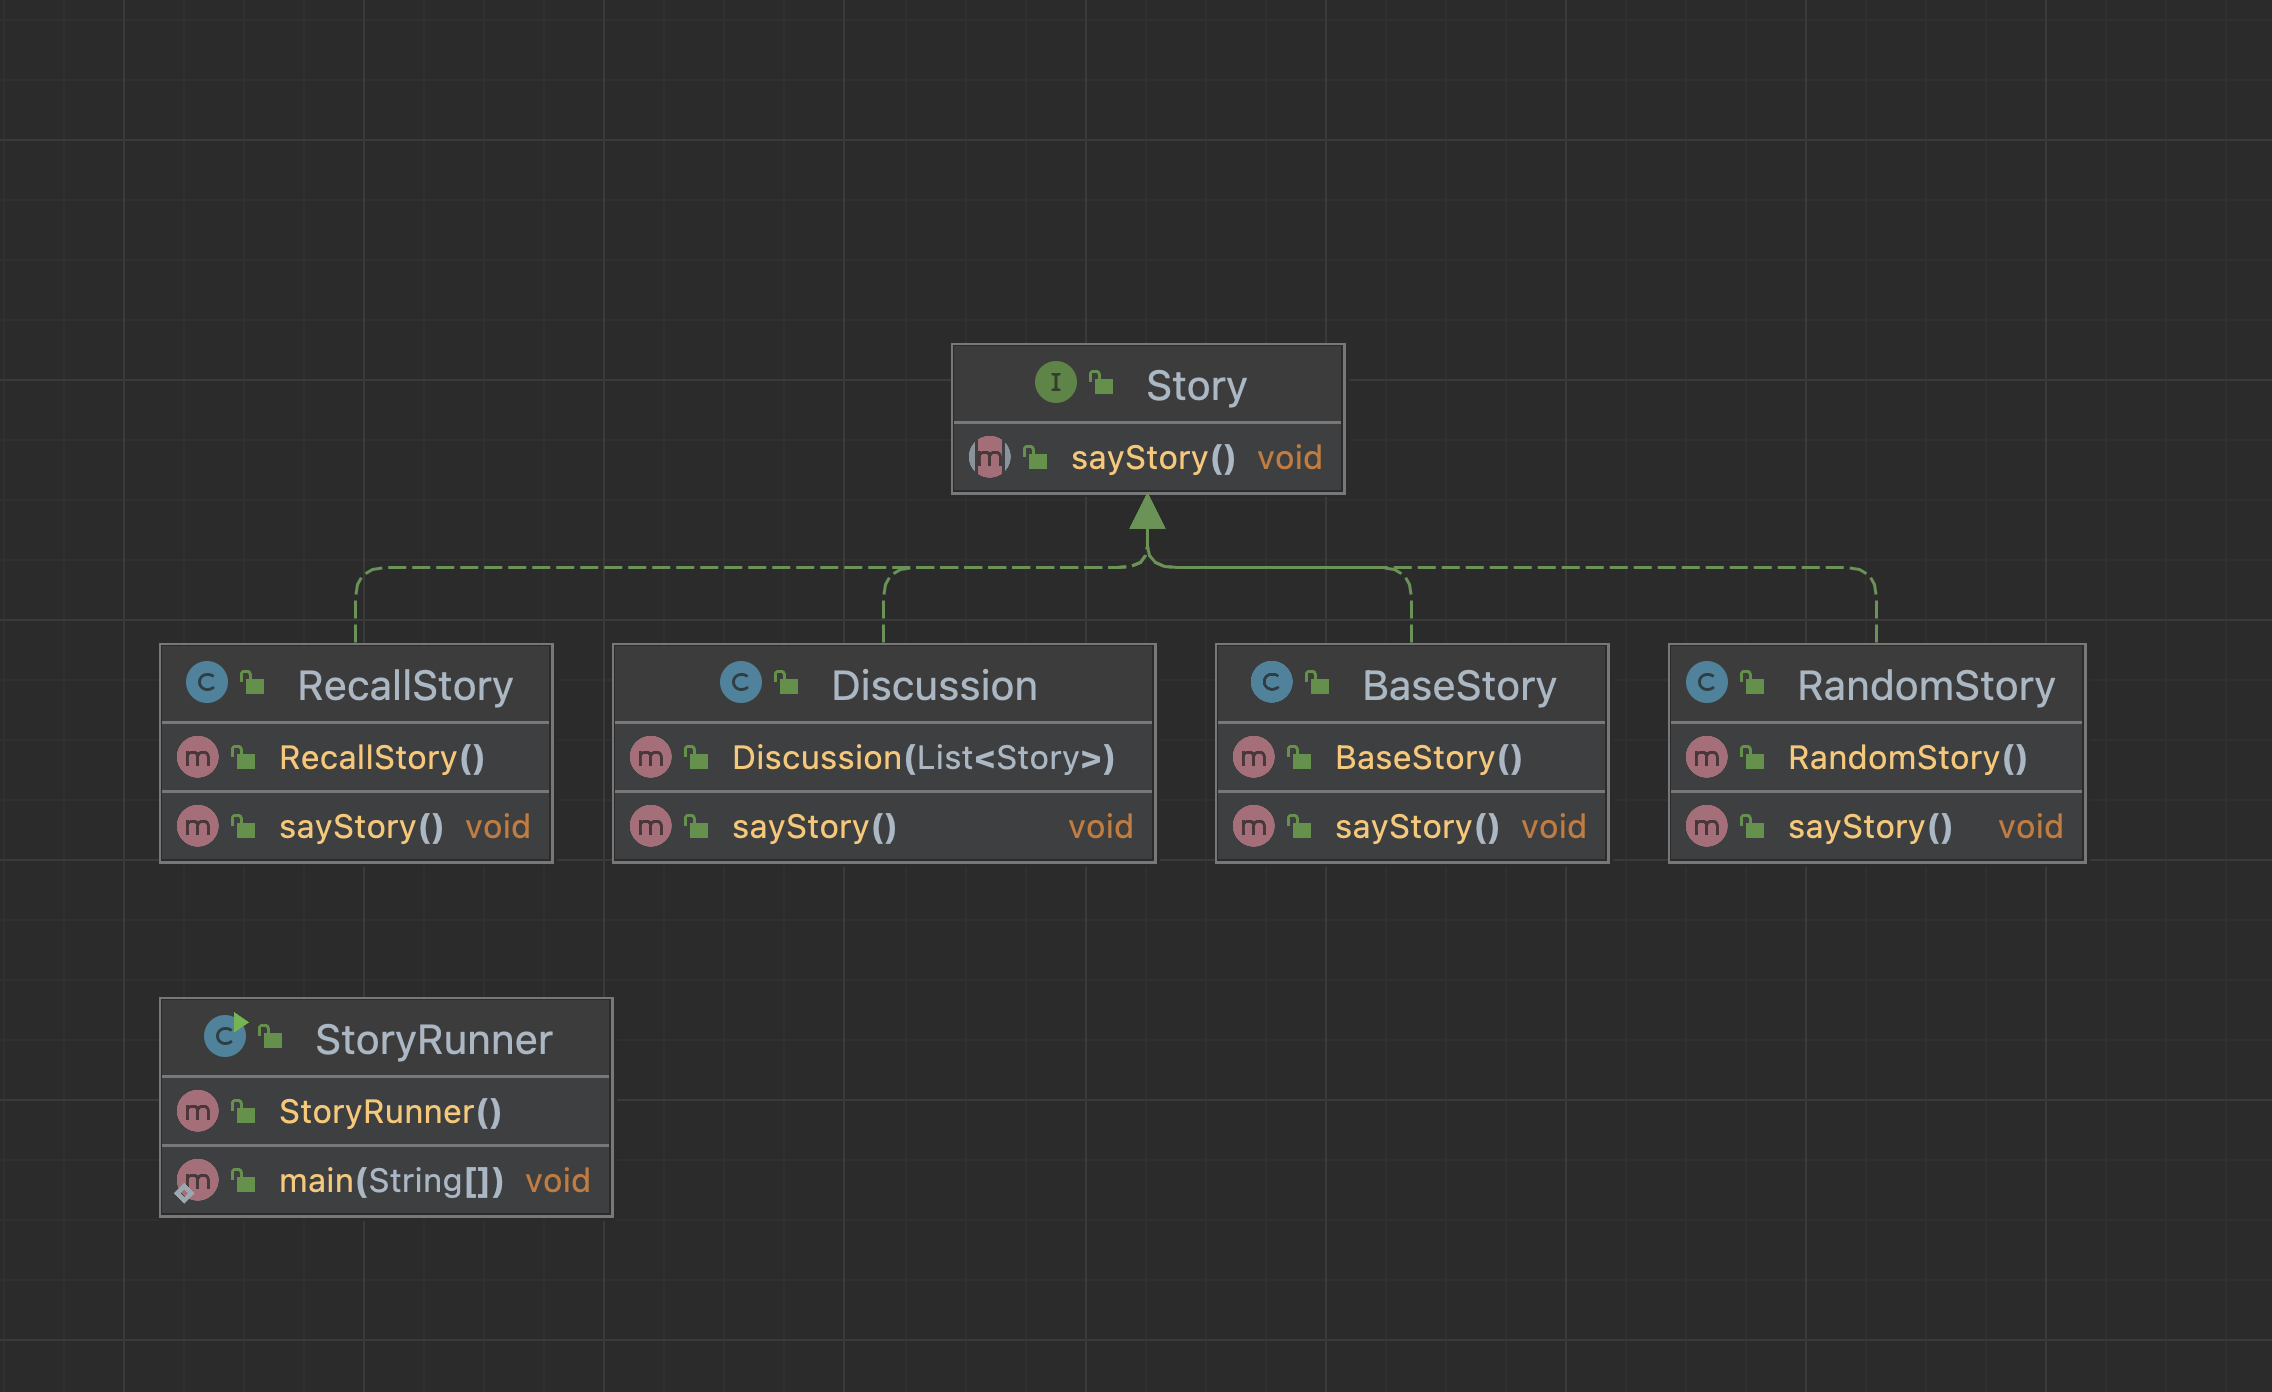 Story
sayStory() void
RecallStory
RecallStory()
sayStory() void
Discussion
Discussion(List<Story>)
sayStory() void
BaseStory
BaseStory()
sayStory() void
RandomStory
RandomStory()
sayStory() void
StoryRunner
StoryRunner()
main(String[]) void